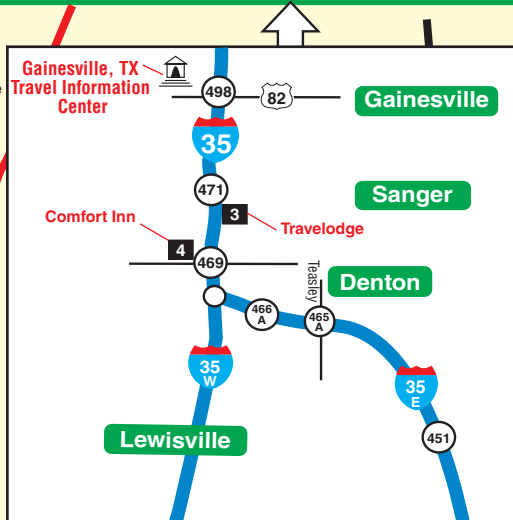 Gainesville, TX
Travel Information
Center
498
82
Gainesville
35
471
Sanger
3
Travelodge
Comfort Inn
4
469
Teasley
Denton
466
A
465
A
35
W
35
E
Lewisville
451